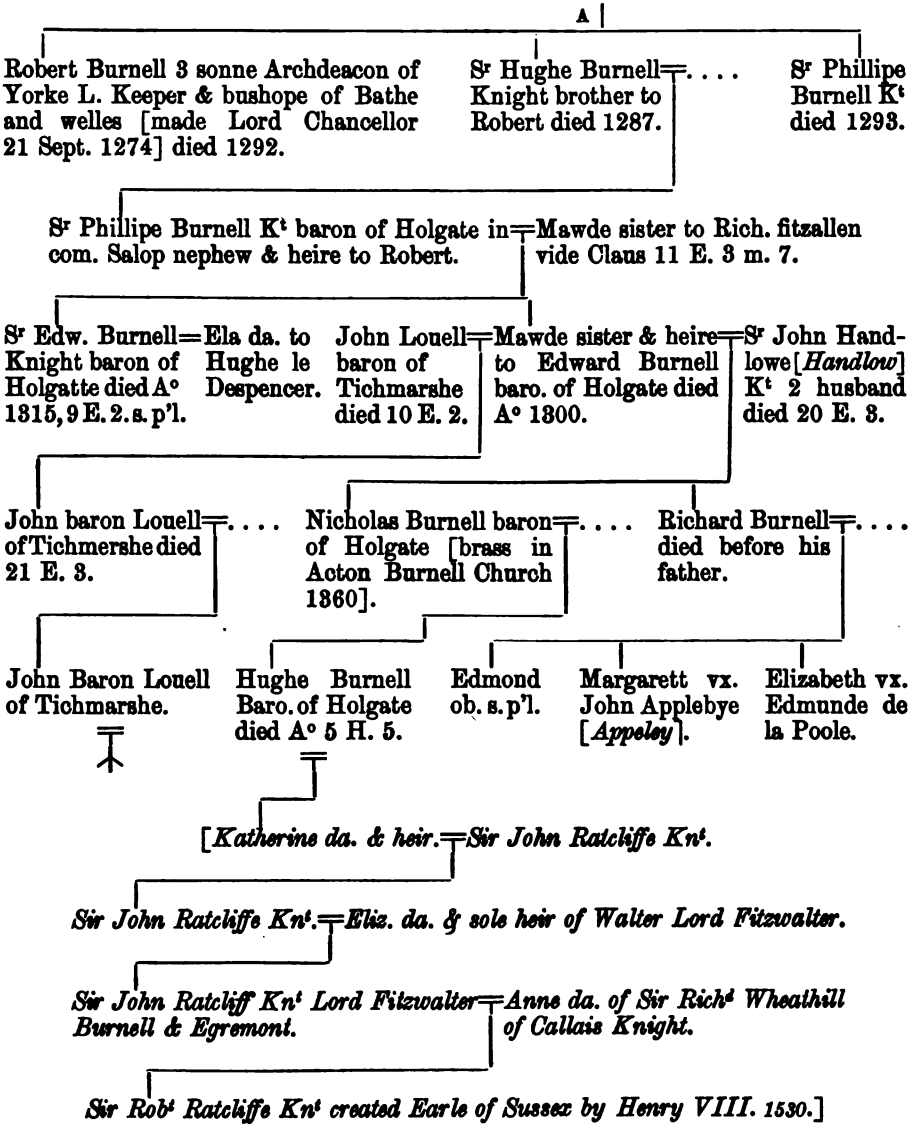 A
Robert Burnell 3 sonne Archdeacon of
Yorke L. Keeper & bushope of Bathe
and welles [made Lord Chancellor
21 Sept. 1274] died 1292.
Sr Hughe Burnell=....
Knight brother to
Robert died 1287.
Sr Phillipe
Burnell Kt
died 1293.
Sr Phillipe Burnell Kt baron of Holgate in=Mawde sister to Rich. fitzallen
com. Salop nephew & heire to Robert. vide Claus 11 E. 3 m. 7.
Sr Edw. Burnell=Ela da. to
Knight baron of Hughe le
Holgatte died Ao Despencer.
1315, 9 E. 2. s. p'l.
John Louell=Mawde sister & heire=Sr John Hand-
baron of to Edward Burnell lowe [Handlow]
Tichmarshe baro. of Holgate died Kt 2 husband
died 10 E. 2. Ao 1300. died 20 E. 3.
John baron Louell=....
of Tichmershe died
21 E. 3.
Nicholas Burnell baron=....
of Holgate [brass in
Acton Burnell Church
1360].
Richard Burnell=....
died before his
father.
John Baron Louell
of Tichmarshe.
Hughe Burnell
Baro. of Holgate
died Ao 5 H. 5.
Edmond
ob. s. p'l.
Margarett vx.
John Applebye
[Appeley].
Elizabeth vx.
Edmunde de
la Poole.
[Katherine da. & heir.=Sir John Ratcliffe Knt.
Sir John Ratcliffe Knt.=Eliz. da. & sole heir of Walter Lord Fitzwalter.
Sir John Ratcliff Knt Lord Fitzwalter=Anne da. of Sir Richd Wheathill
Burnell & Egremont. of Callais Knight.
Sir Robt Ratcliffe Knt created Earle of Sussex by Henry VIII. 1530.]